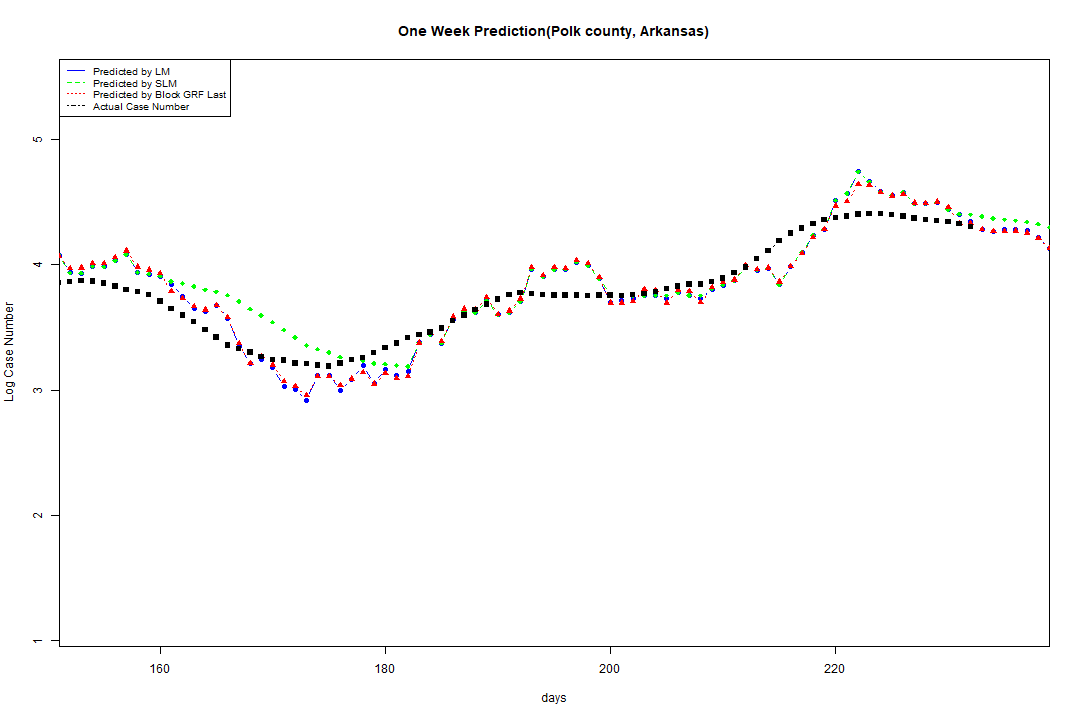 One Week Prediction(Polk county, Arkansas)
Predicted by LM
Predicted by SLM
Predicted by Block GRF Last
Actual Case Number
5
4
3
2
1
Log Case Number
160 180 200 220
days